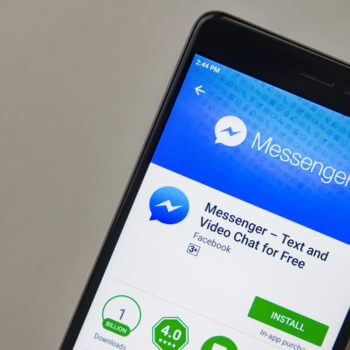 2:44 PM
Messenger
Messenger – Text and
Video Chat for Free
Facebook
3+
INSTALL
In-app purchas
1
BILLION
Downloads
4.0